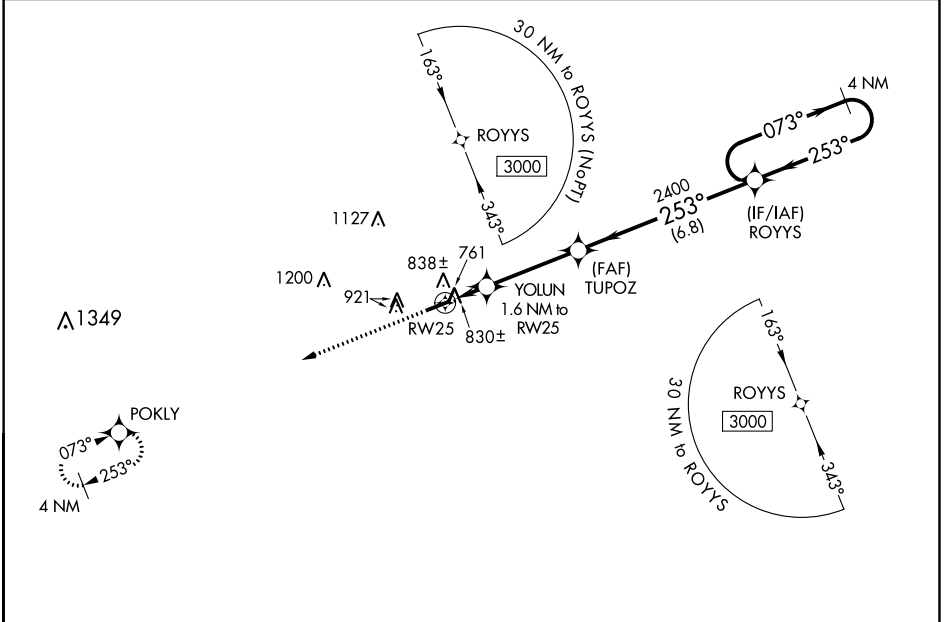 30 NM to ROYYS (NoPT)
163°
ROYYS
3000
343°
4 NM
073°
253°
2400
253°
(6.8)
(IF/IAF)
ROYYS
1127
838±
761
1200
(FAF)
TUPOZ
921
YOLUN
1.6 NM to
RW25
RW25
830±
1349
163°
ROYYS
3000
30 NM to ROYYS
343°
POKLY
073°
253°
4 NM